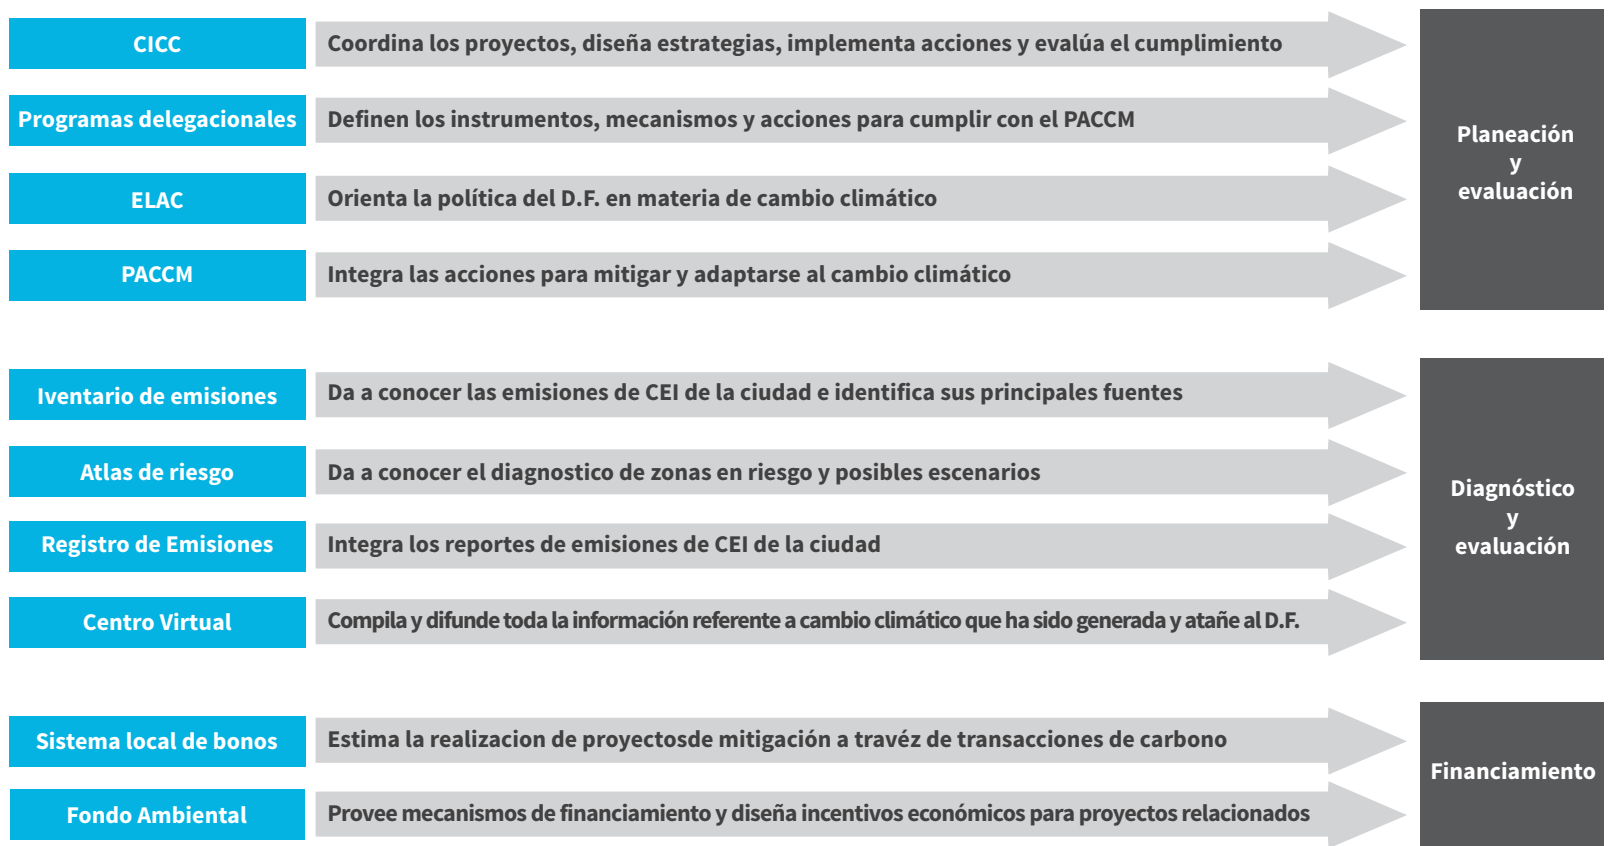 CICC
Coordina los proyectos, diseña estrategias, implementa acciones y evalúa el cumplimiento
Programas delegacionales
Definen los instrumentos, mecanismos y acciones para cumplir con el PACCM
ELAC
Orienta la política del D.F. en materia de cambio climático
PACCM
Integra las acciones para mitigar y adaptarse al cambio climático
Planeación
y
evaluación
Iventario de emisiones
Da a conocer las emisiones de CEI de la ciudad e identifica sus principales fuentes
Atlas de riesgo
Da a conocer el diagnostico de zonas en riesgo y posibles escenarios
Registro de Emisiones
Integra los reportes de emisiones de CEI de la ciudad
Centro Virtual
Compila y difunde toda la información referente a cambio climático que ha sido generada y atañe al D.F.
Diagnóstico
y
evaluación
Sistema local de bonos
Estima la realizacion de proyectosde mitigación a travéz de transacciones de carbono
Fondo Ambiental
Provee mecanismos de financiamiento y diseña incentivos económicos para proyectos relacionados
Financiamiento